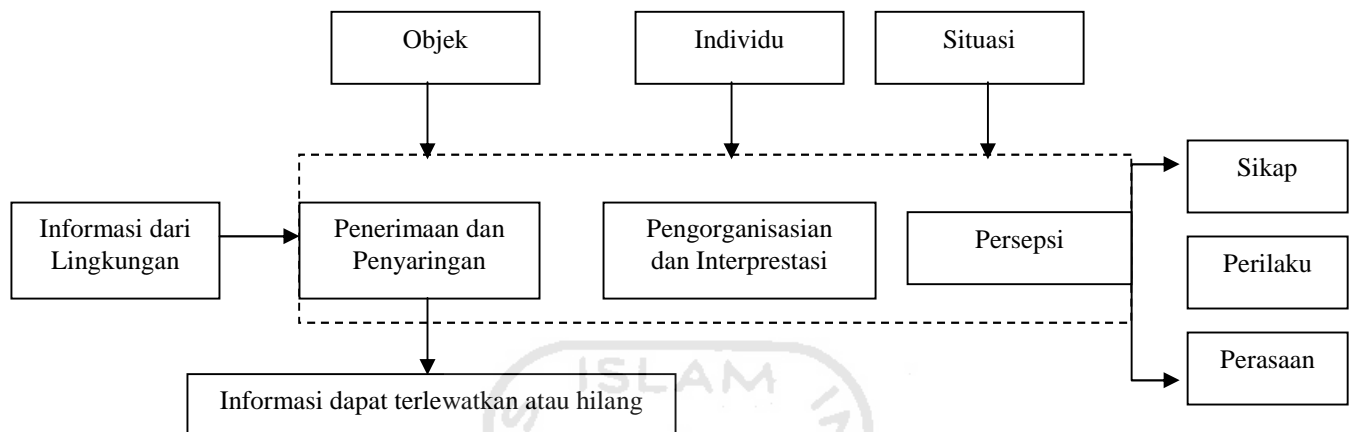 Objek
Individu
Situasi
Informasi dari
Lingkungan
Penerimaan dan
Penyaringan
Pengorganisasian
dan Interprestasi
Persepsi
Sikap
Perilaku
Perasaan
Informasi dapat terlewatkan atau hilang
ISLAM